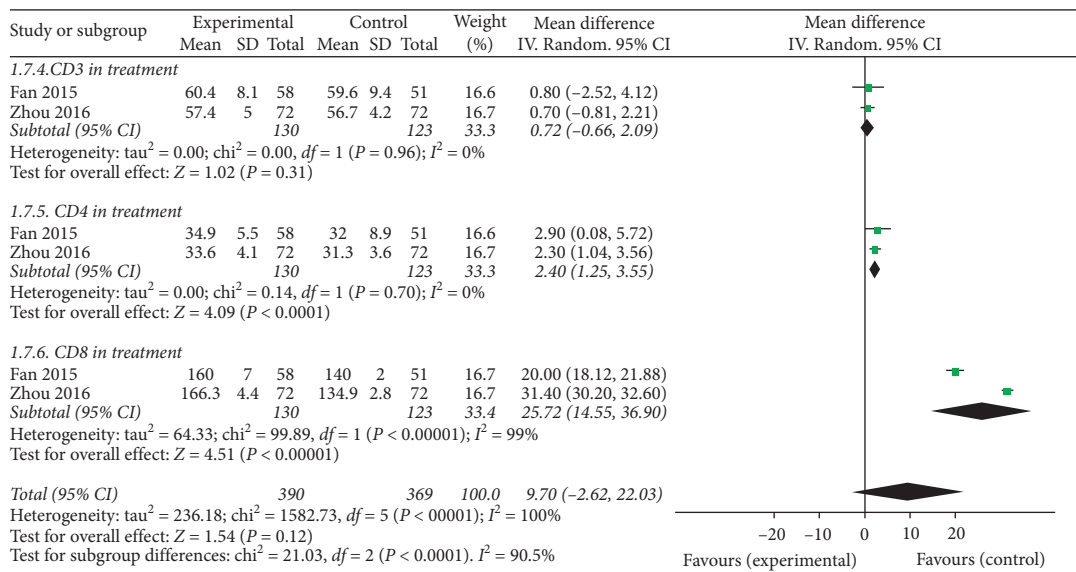 Study or subgroup Experimental Control Weight Mean difference Mean difference
Mean SD Total Mean SD Total (%) IV. Random. 95% CI IV. Random. 95% CI
1.7.4.CD3 in treatment
Fan 2015 60.4 8.1 58 59.6 9.4 51 16.6 0.80 (–2.52, 4.12)
Zhou 2016 57.4 5 72 56.7 4.2 72 16.7 0.70 (–0.81, 2.21)
Subtotal (95% CI) 130 123 33.3 0.72 (–0.66, 2.09)
Heterogeneity: tau² = 0.00; chi² = 0.00, df = 1 (P = 0.96); I² = 0%
Test for overall effect: Z = 1.02 (P = 0.31)
1.7.5. CD4 in treatment
Fan 2015 34.9 5.5 58 32 8.9 51 16.6 2.90 (0.08, 5.72)
Zhou 2016 33.6 4.1 72 31.3 3.6 72 16.7 2.30 (1.04, 3.56)
Subtotal (95% CI) 130 123 33.3 2.40 (1.25, 3.55)
Heterogeneity: tau² = 0.00; chi² = 0.14, df = 1 (P = 0.70); I² = 0%
Test for overall effect: Z = 4.09 (P < 0.0001)
1.7.6. CD8 in treatment
Fan 2015 160 7 58 140 2 51 16.7 20.00 (18.12, 21.88)
Zhou 2016 166.3 4.4 72 134.9 2.8 72 16.7 31.40 (30.20, 32.60)
Subtotal (95% CI) 130 123 33.4 25.72 (14.55, 36.90)
Heterogeneity: tau² = 64.33; chi² = 99.89, df = 1 (P < 0.00001); I² = 99%
Test for overall effect: Z = 4.51 (P < 0.00001)
Total (95% CI) 390 369 100.0 9.70 (–2.62, 22.03)
Heterogeneity: tau² = 236.18; chi² = 1582.73, df = 5 (P < 00001); I² = 100%
Test for overall effect: Z = 1.54 (P = 0.12)
Test for subgroup differences: chi² = 21.03, df = 2 (P < 0.0001). I² = 90.5%
–20 –10 0 10 20
Favours (experimental) Favours (control)